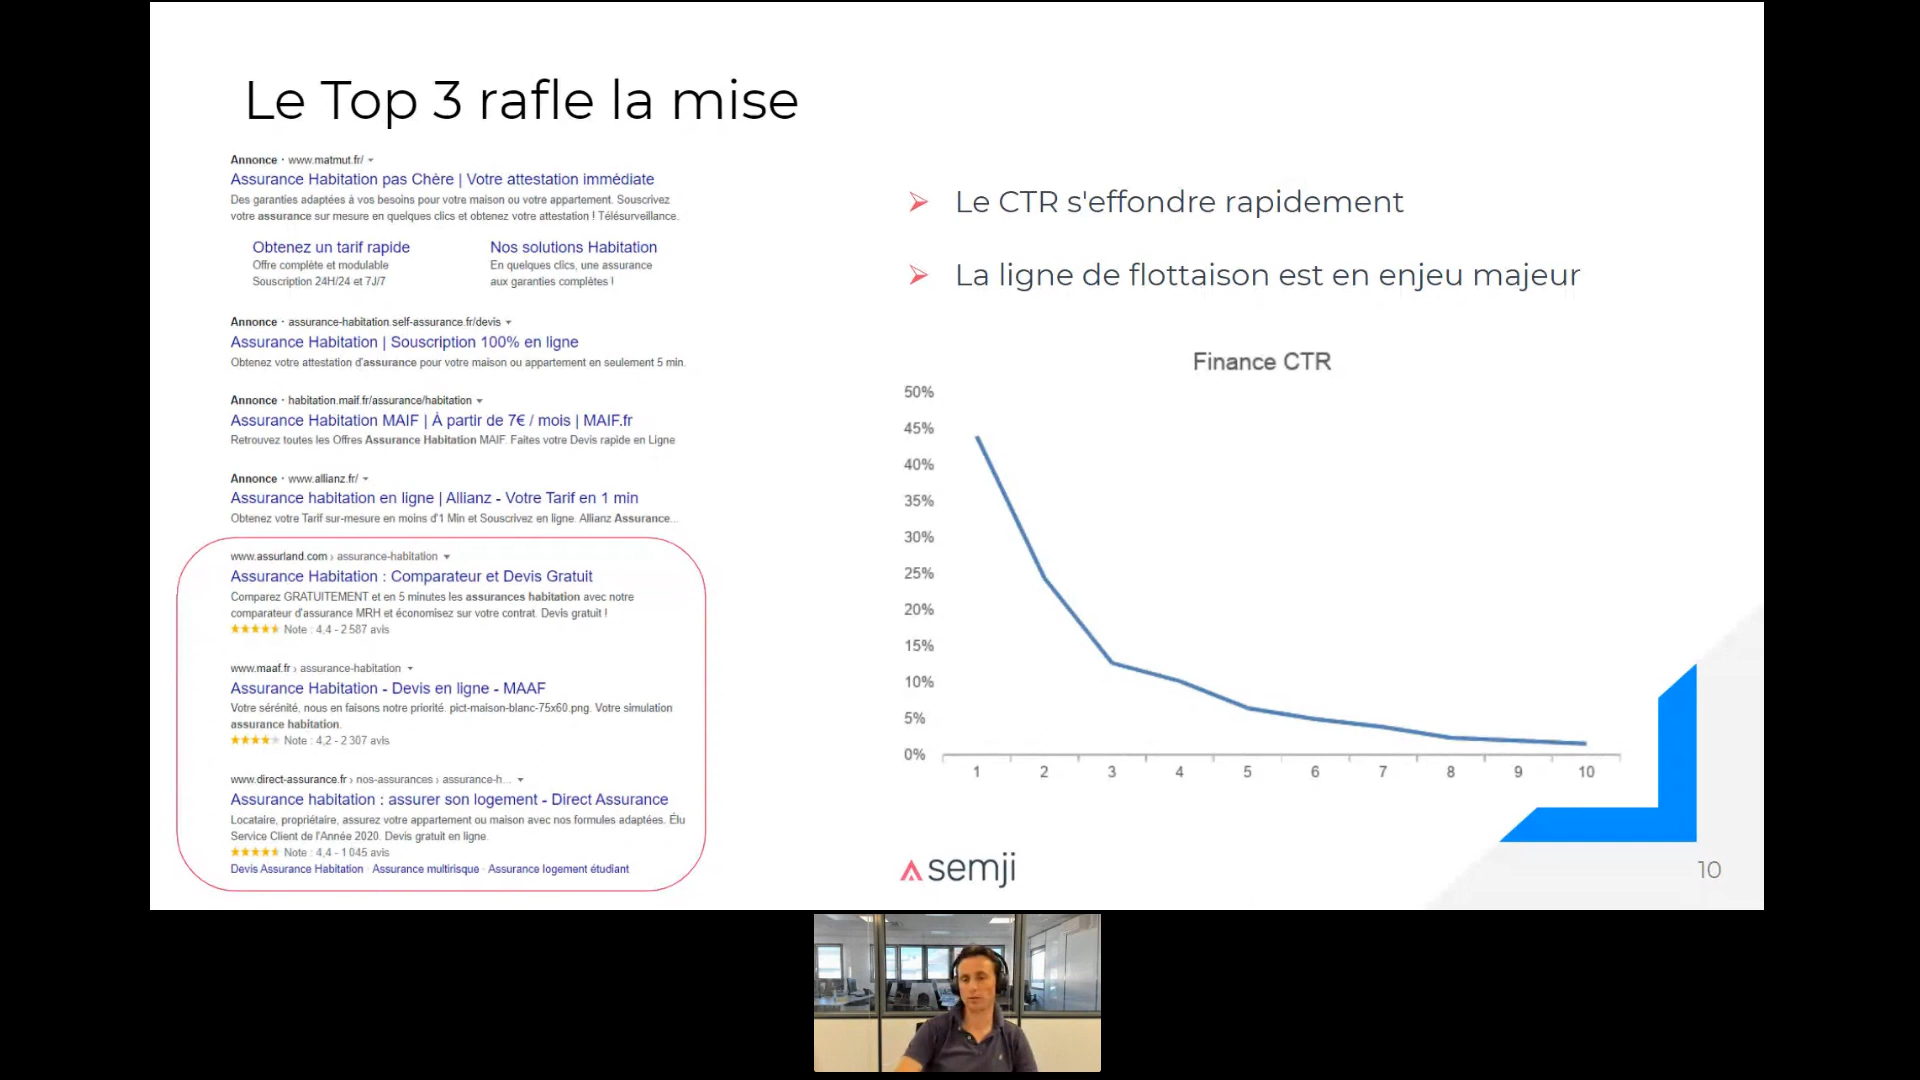 Le Top 3 rafle la mise
Annonce · www.matmut.fr/
Assurance Habitation pas Chère | Votre attestation immédiate
Des garanties adaptées à vos besoins pour votre maison ou votre appartement. Souscrivez
votre assurance sur mesure en quelques clics et obtenez votre attestation ! Télésurveillance.
Obtenez un tarif rapide
Offre complète et modulable
Souscription 24H/24 et 7J/7
Nos solutions Habitation
En quelques clics, une assurance
aux garanties complètes !
Annonce · assurance-habitation.self-assurance.fr/devis
Assurance Habitation | Souscription 100% en ligne
Obtenez votre attestation d'assurance pour votre maison ou appartement en seulement 5 min.
Annonce · habitation.maif.fr/assurance/habitation
Assurance Habitation MAIF | À partir de 7€ / mois | MAIF.fr
Retrouvez toutes les Offres Assurance Habitation MAIF. Faites votre Devis rapide en Ligne
Annonce · www.allianz.fr/
Assurance habitation en ligne | Allianz - Votre Tarif en 1 min
Obtenez votre Tarif sur-mesure en moins d'1 Min et Souscrivez en ligne. Allianz Assurance...
www.assurland.com › assurance-habitation
Assurance Habitation : Comparateur et Devis Gratuit
Comparez GRATUITEMENT et en 5 minutes les assurances habitation avec notre
comparateur d'assurance MRH et économisez sur votre contrat. Devis gratuit !
Note : 4,4 - 2 587 avis
www.maaf.fr › assurance-habitation
Assurance Habitation - Devis en ligne - MAAF
Votre sérénité, nous en faisons notre priorité. pict-maison-blanc-75x60.png. Votre simulation
assurance habitation.
Note : 4,2 - 2 307 avis
www.direct-assurance.fr › nos-assurances › assurance-h...
Assurance habitation : assurer son logement - Direct Assurance
Locataire, propriétaire, assurez votre appartement ou maison avec nos formules adaptées. Élu
Service Client de l'Année 2020. Devis gratuit en ligne.
Note : 4,4 - 1 045 avis
Devis Assurance Habitation · Assurance multirisque · Assurance logement étudiant
Le CTR s'effondre rapidement
La ligne de flottaison est en enjeu majeur
Finance CTR
50%
45%
40%
35%
30%
25%
20%
15%
10%
5%
0%
1 2 3 4 5 6 7 8 9 10
semji
10